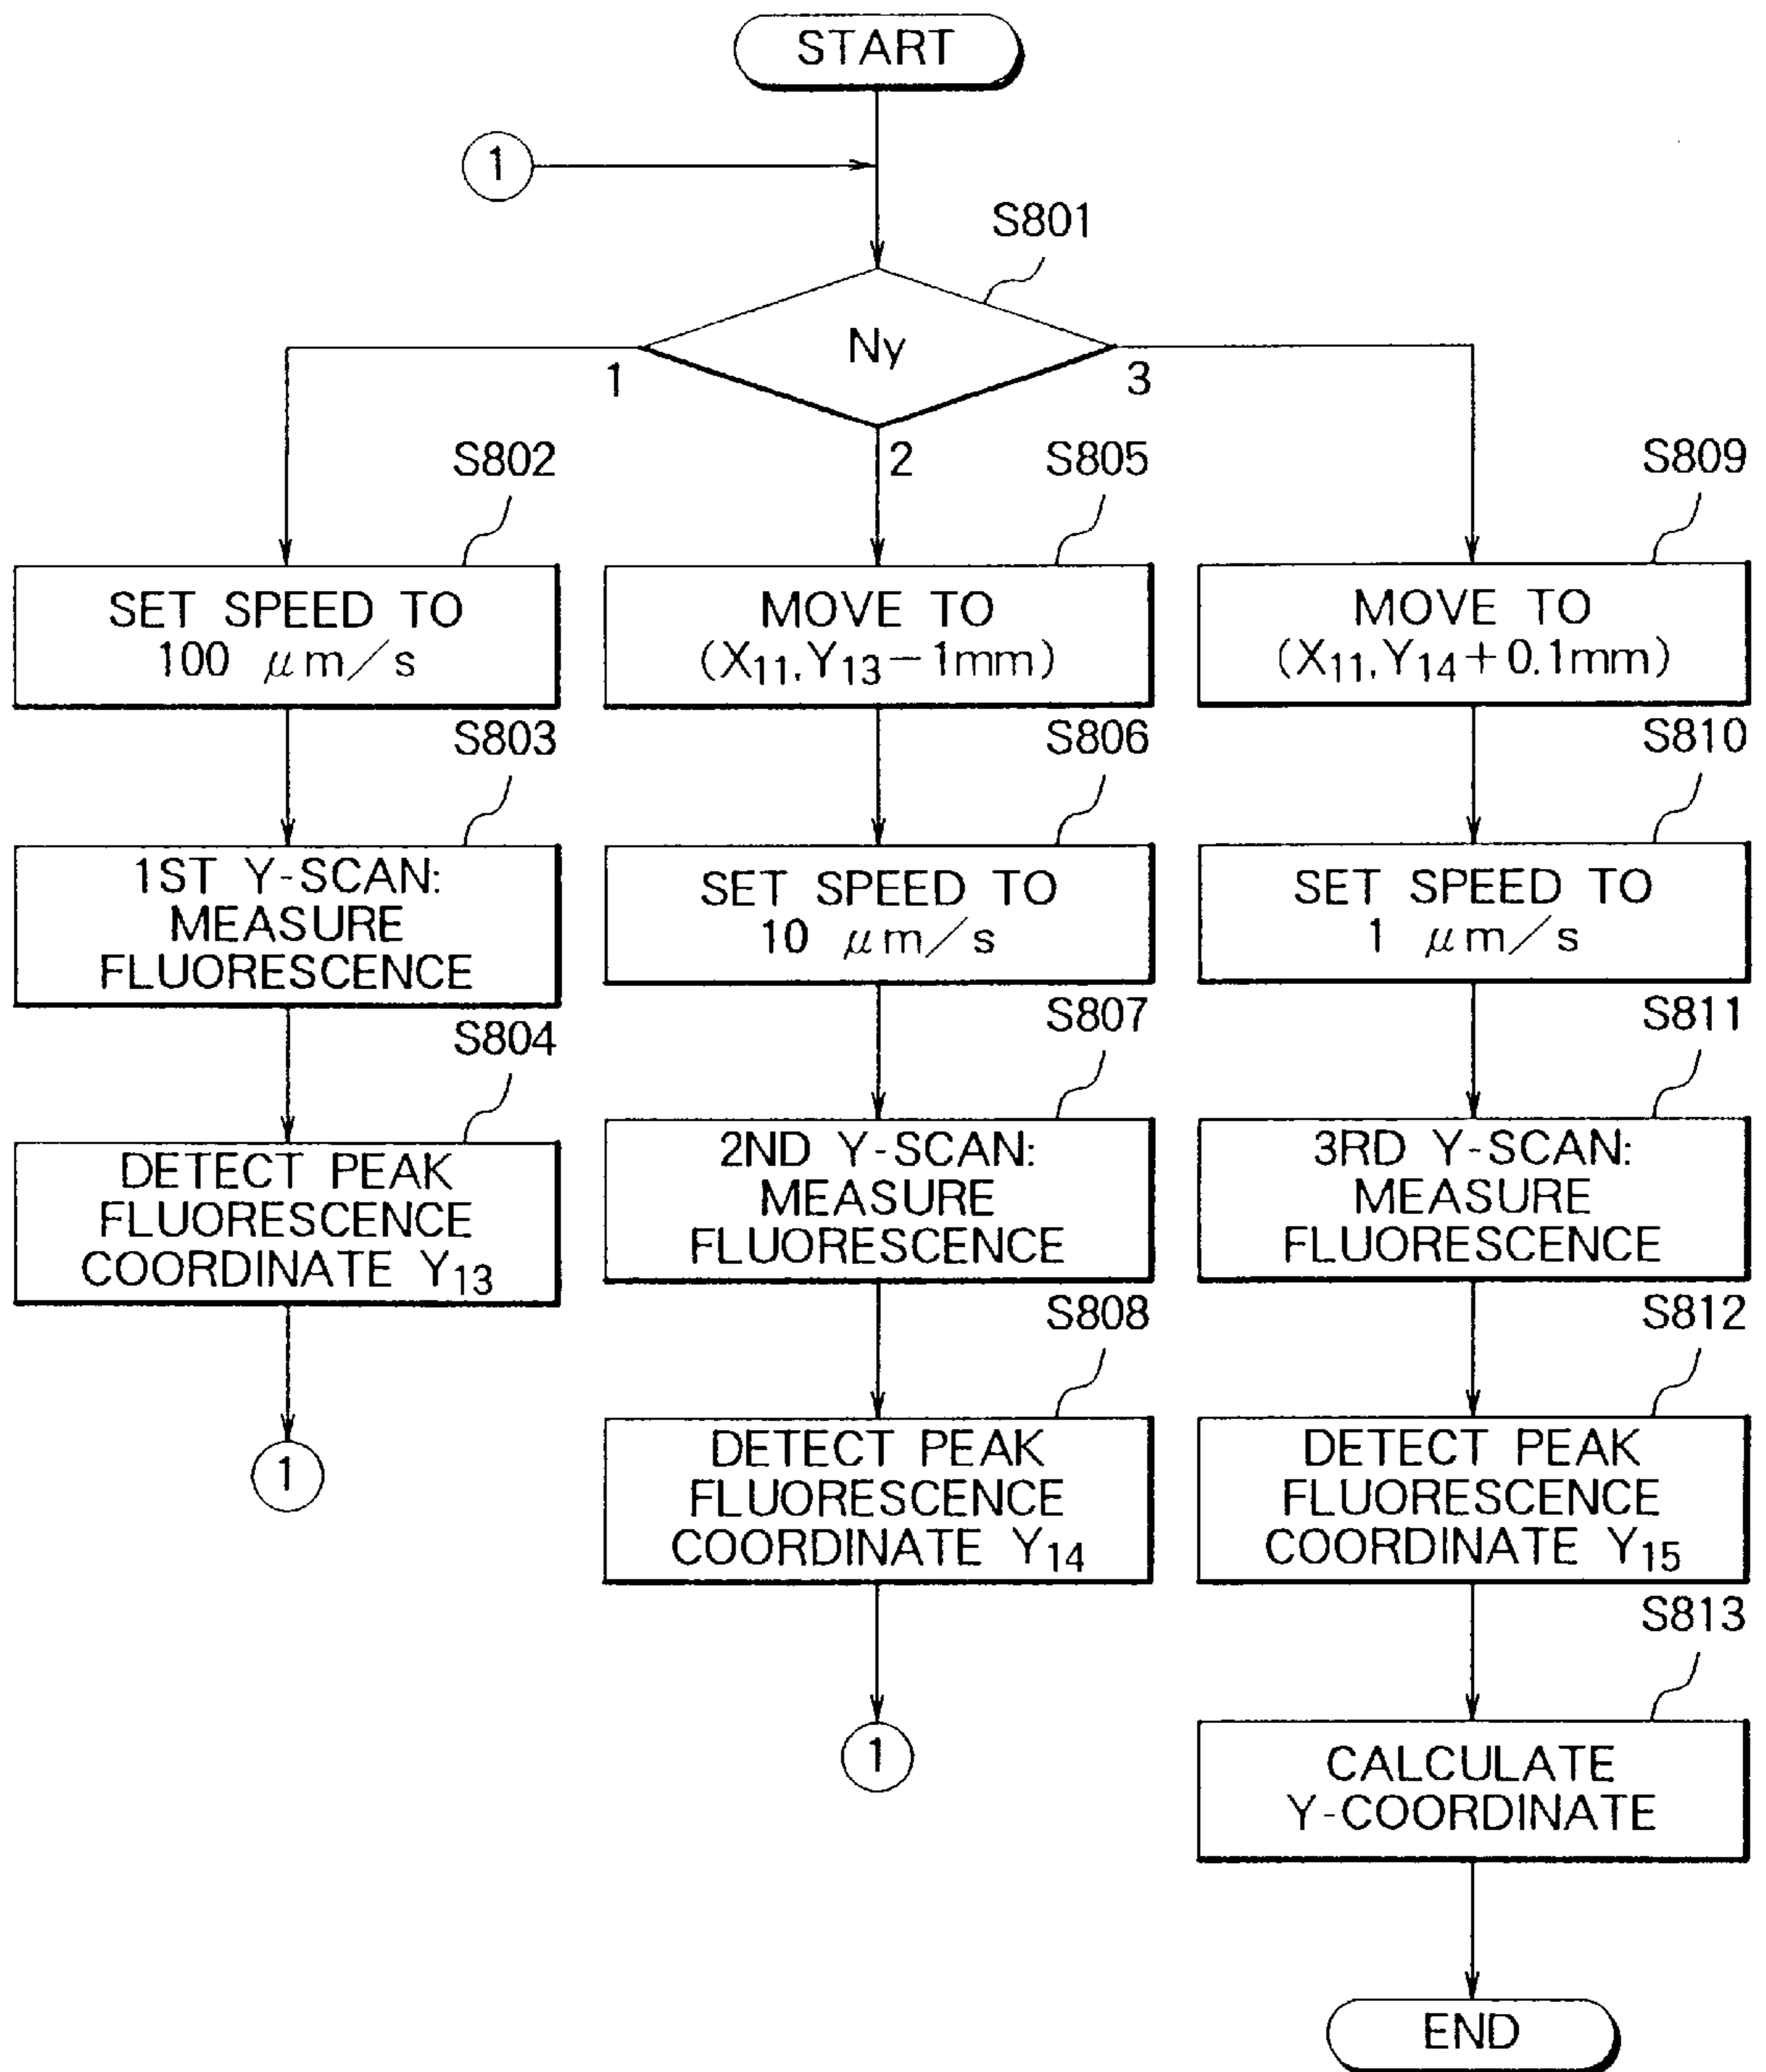 START
1
S801
Ny
1
2
3
S802
SET SPEED TO
100 μm/s
S803
1ST Y-SCAN:
MEASURE
FLUORESCENCE
S804
DETECT PEAK
FLUORESCENCE
COORDINATE Y13
1
S805
MOVE TO
(X11,Y13−1mm)
S806
SET SPEED TO
10 μm/s
S807
2ND Y-SCAN:
MEASURE
FLUORESCENCE
S808
DETECT PEAK
FLUORESCENCE
COORDINATE Y14
1
S809
MOVE TO
(X11,Y14+0.1mm)
S810
SET SPEED TO
1 μm/s
S811
3RD Y-SCAN:
MEASURE
FLUORESCENCE
S812
DETECT PEAK
FLUORESCENCE
COORDINATE Y15
S813
CALCULATE
Y-COORDINATE
END